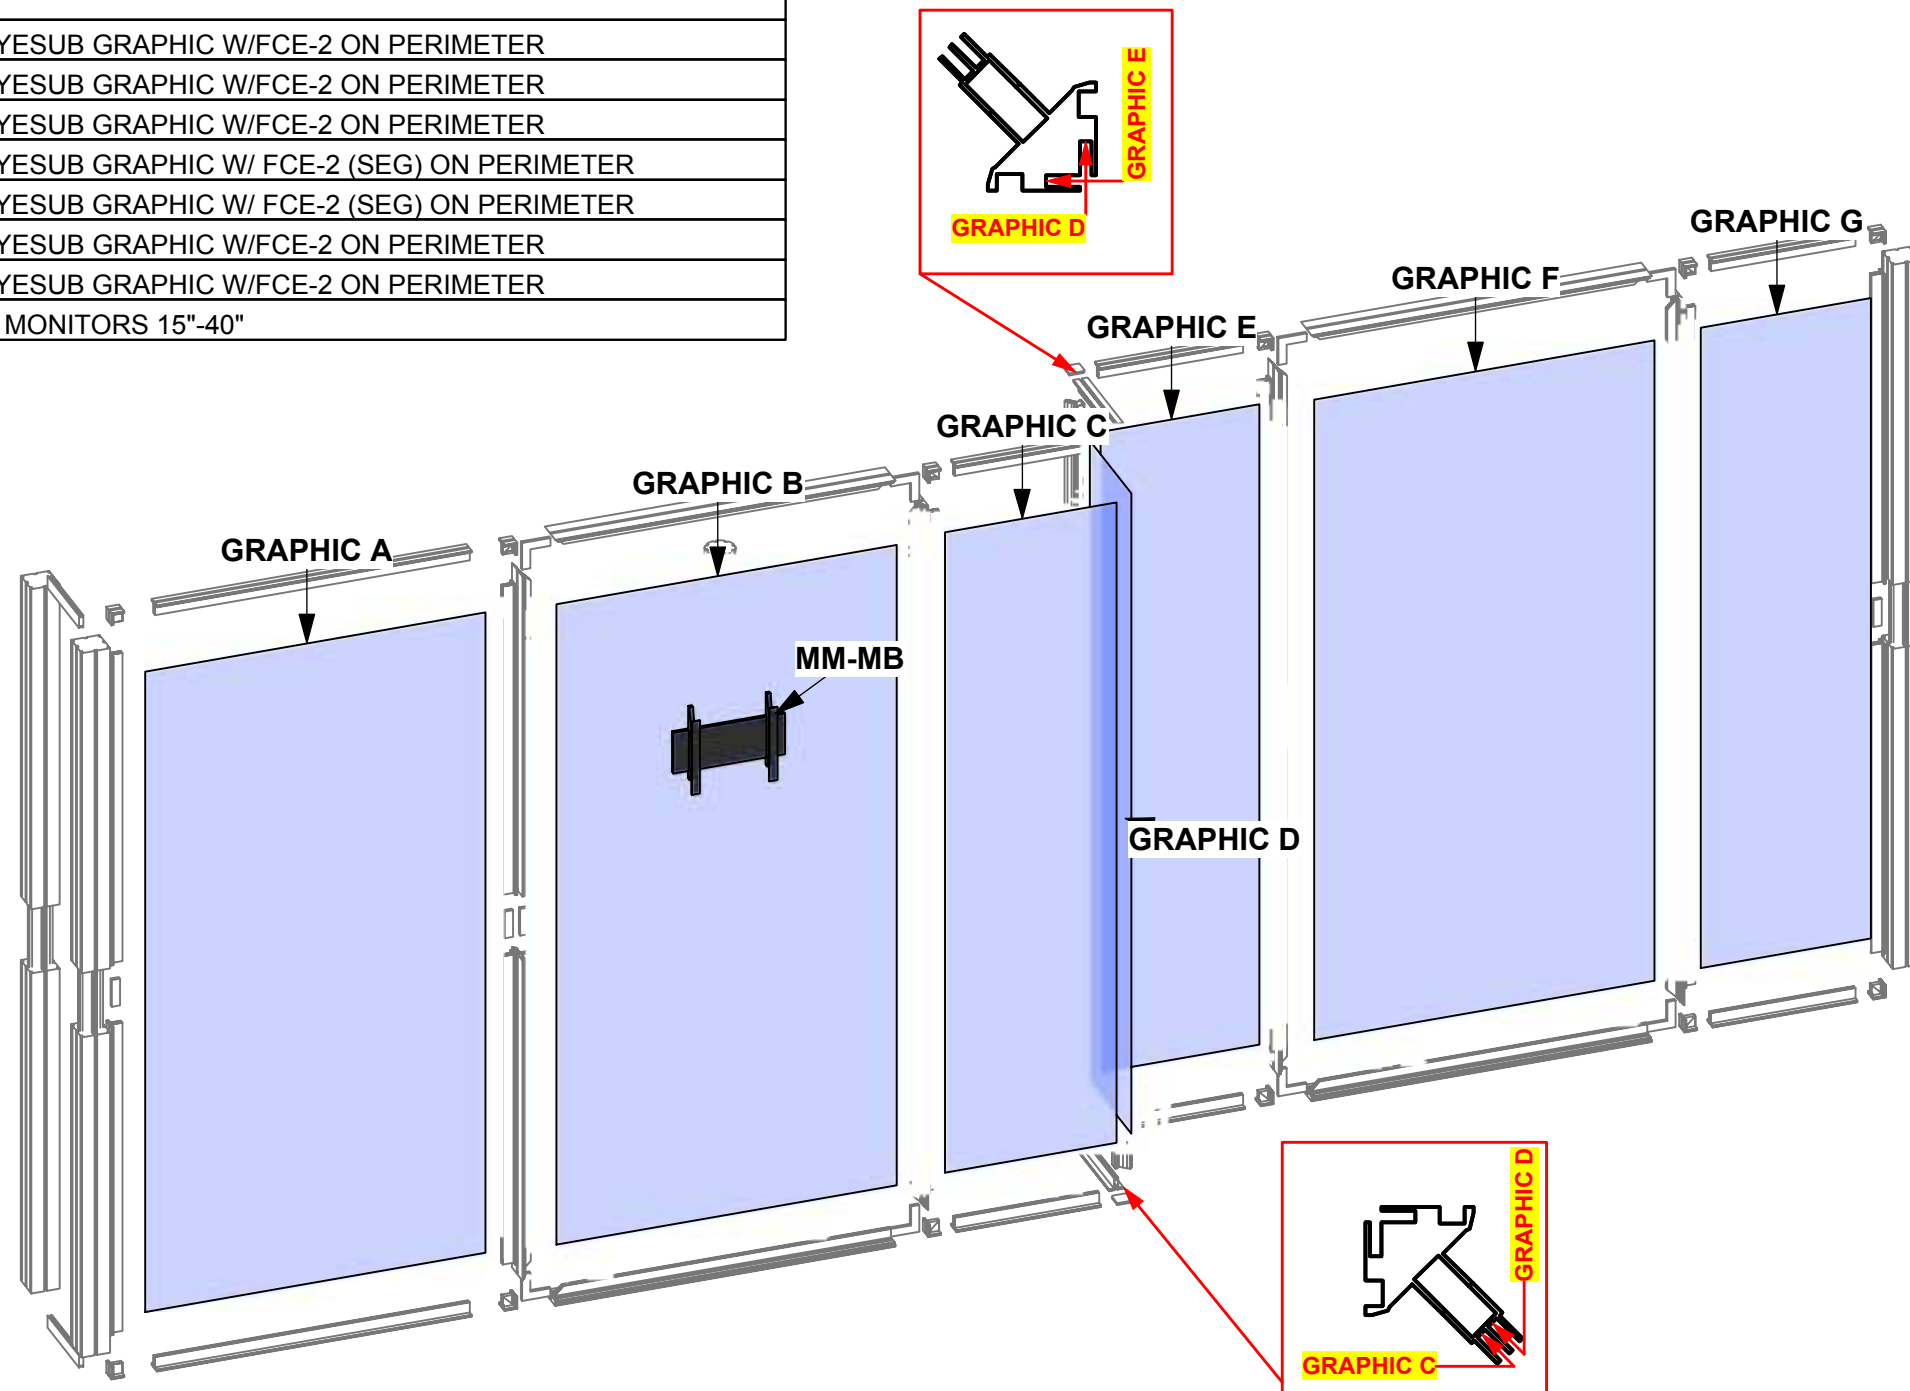 YESUB GRAPHIC W/FCE-2 ON PERIMETER
YESUB GRAPHIC W/FCE-2 ON PERIMETER
YESUB GRAPHIC W/FCE-2 ON PERIMETER
YESUB GRAPHIC W/ FCE-2 (SEG) ON PERIMETER
YESUB GRAPHIC W/ FCE-2 (SEG) ON PERIMETER
YESUB GRAPHIC W/FCE-2 ON PERIMETER
YESUB GRAPHIC W/FCE-2 ON PERIMETER
MONITORS 15"-40"
GRAPHIC E
GRAPHIC D
GRAPHIC G
GRAPHIC F
GRAPHIC E
GRAPHIC C
GRAPHIC B
GRAPHIC A
MM-MB
GRAPHIC D
GRAPHIC D
GRAPHIC C